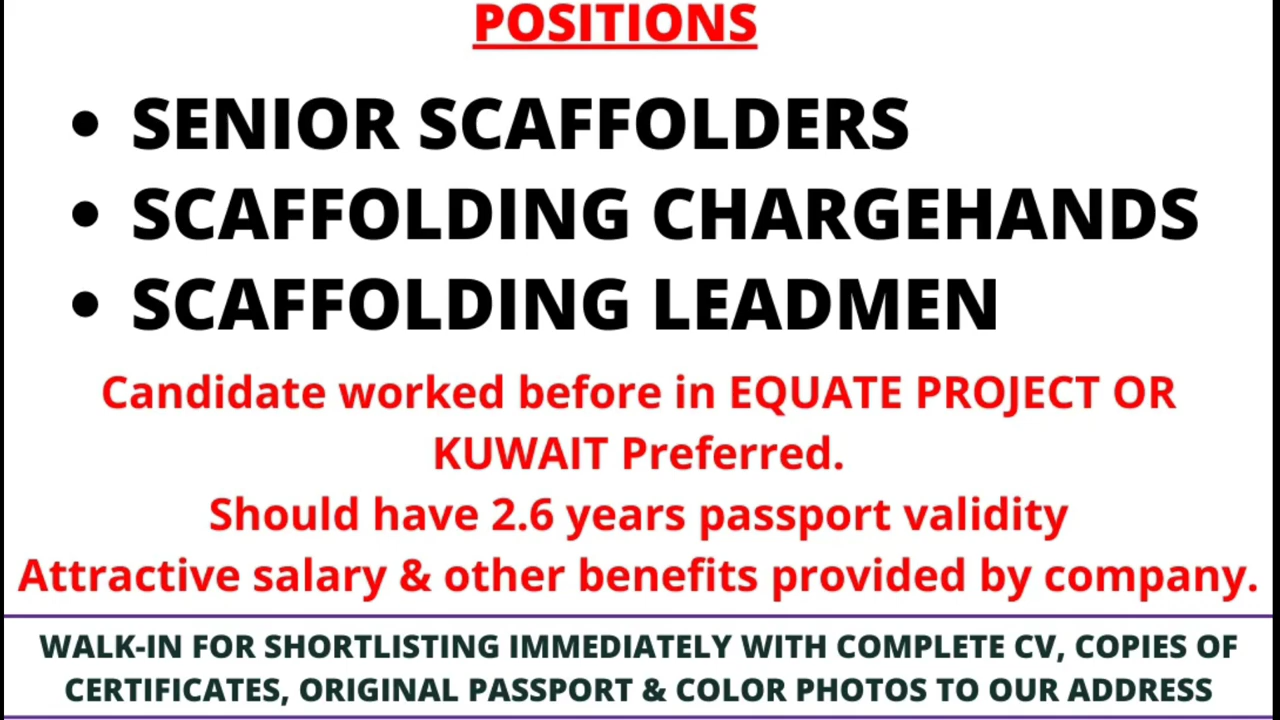 POSITIONS
• SENIOR SCAFFOLDERS
• SCAFFOLDING CHARGEHANDS
• SCAFFOLDING LEADMEN
Candidate worked before in EQUATE PROJECT OR
KUWAIT Preferred.
Should have 2.6 years passport validity
Attractive salary & other benefits provided by company.
WALK-IN FOR SHORTLISTING IMMEDIATELY WITH COMPLETE CV, COPIES OF
CERTIFICATES, ORIGINAL PASSPORT & COLOR PHOTOS TO OUR ADDRESS